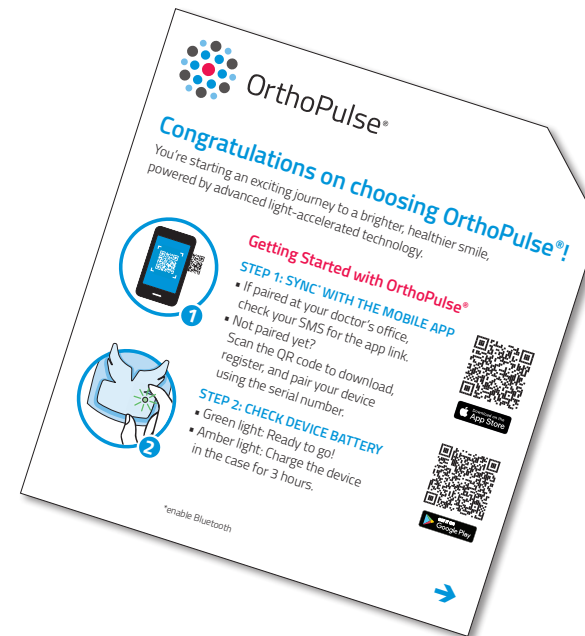 OrthoPulse®
Congratulations on choosing OrthoPulse®!
You're starting an exciting journey to a brighter, healthier smile,
powered by advanced light-accelerated technology.
Getting Started with OrthoPulse®
STEP 1: SYNC* WITH THE MOBILE APP
▪ If paired at your doctor's office,
check your SMS for the app link.
▪ Not paired yet?
Scan the QR code to download,
register, and pair your device
using the serial number.
1
Download on the
App Store
STEP 2: CHECK DEVICE BATTERY
▪ Green light: Ready to go!
▪ Amber light: Charge the device
in the case for 3 hours.
2
Google Play
*enable Bluetooth